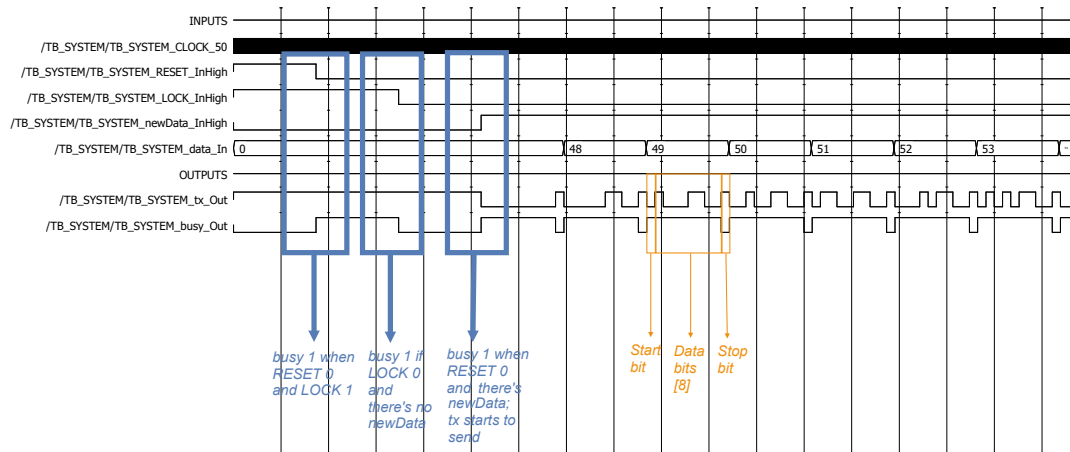 INPUTS
/TB_SYSTEM/TB_SYSTEM_CLOCK_50
/TB_SYSTEM/TB_SYSTEM_RESET_InHigh
/TB_SYSTEM/TB_SYSTEM_LOCK_InHigh
/TB_SYSTEM/TB_SYSTEM_newData_InHigh
/TB_SYSTEM/TB_SYSTEM_data_In 0 48 49 50 51 52 53 ..
OUTPUTS
/TB_SYSTEM/TB_SYSTEM_tx_Out
/TB_SYSTEM/TB_SYSTEM_busy_Out
busy 1 when
RESET 0
and LOCK 1
busy 1 if
LOCK 0
and
there's no
newData
busy 1 when
RESET 0
and there's
newData;
tx starts to
send
Start
bit
Data
bits
[8]
Stop
bit